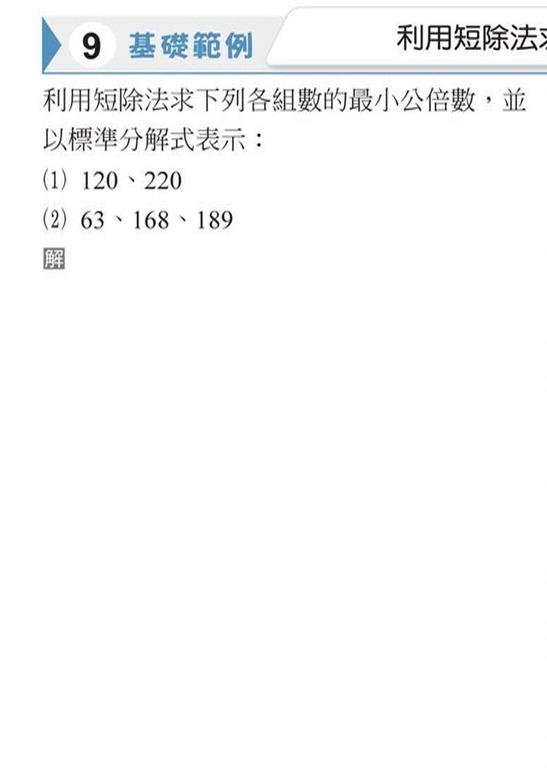 9 基礎範例
利用短除法
利用短除法求下列各組數的最小公倍數，並
以標準分解式表示：
⑴ 120、220
⑵ 63、168、189
解